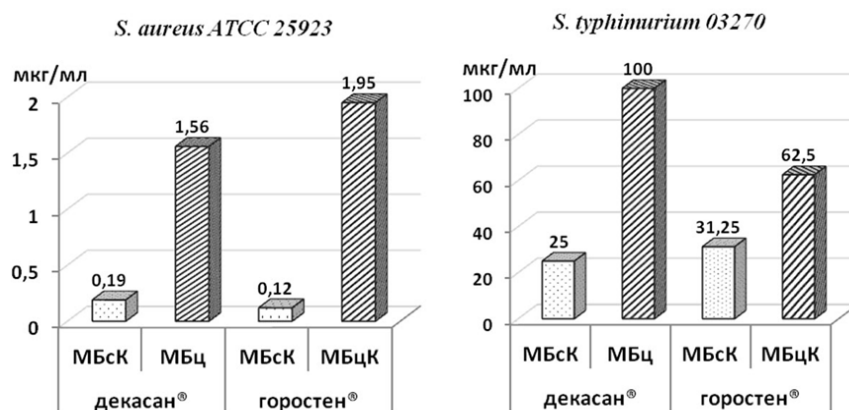 S. aureus ATCC 25923
мкг/мл
2
1,5
1
0,5
0
0,19
1,56
0,12
1,95
МБсК МБц МБсК МБцК
декасан® горостен®
S. typhimurium 03270
мкг/мл
100
80
60
40
20
0
25
100
31,25
62,5
МБсК МБц МБсК МБцК
декасан® горостен®